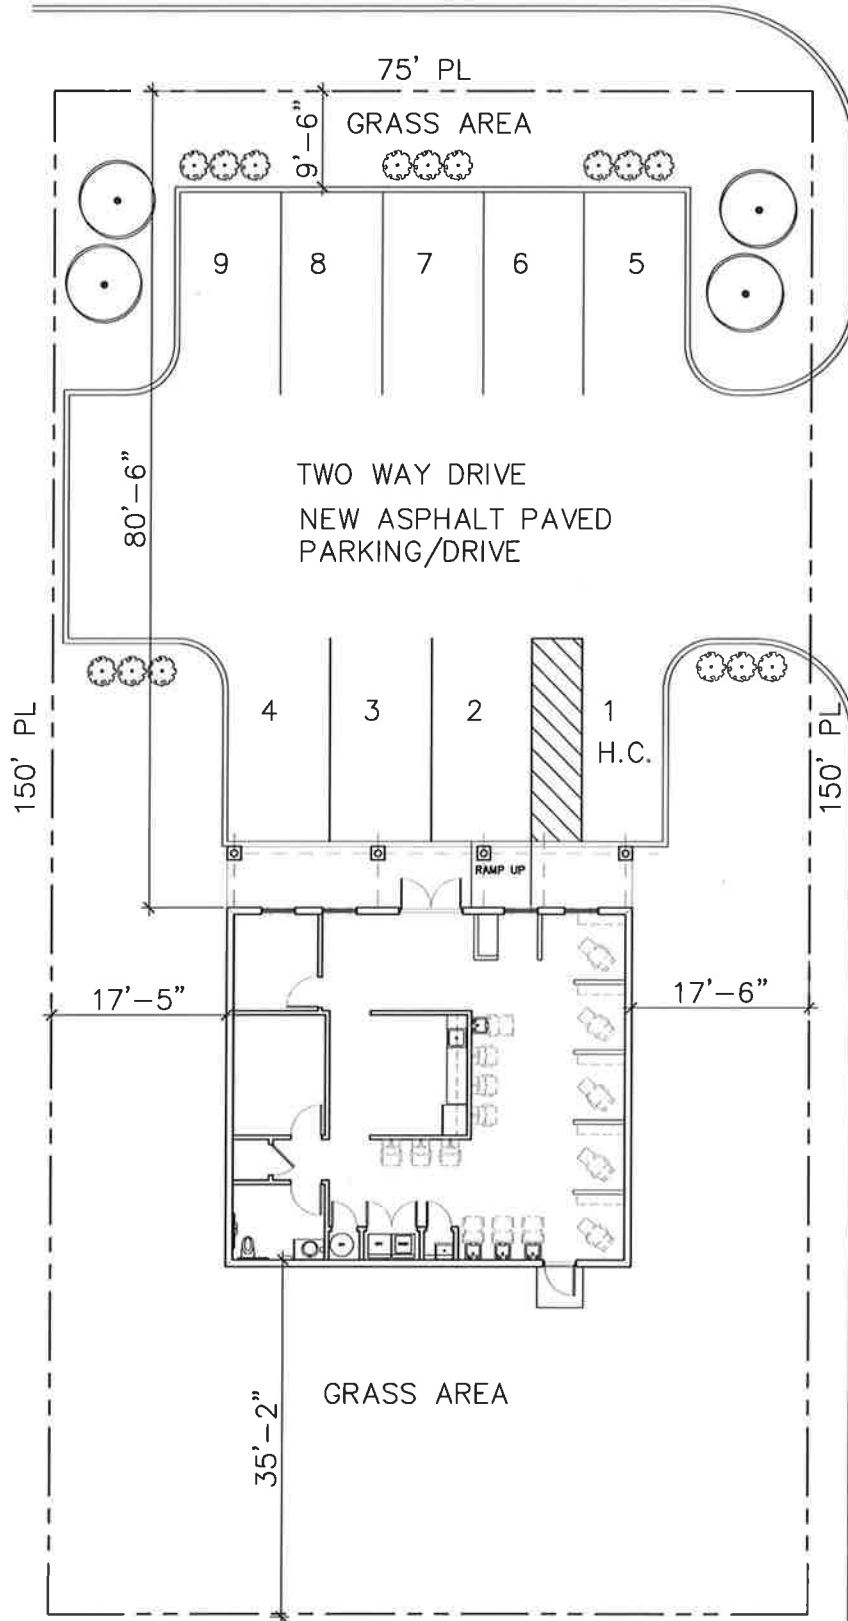 75' PL
9'-6"
GRASS AREA
9
8
7
6
5
80'-6"
TWO WAY DRIVE
NEW ASPHALT PAVED
PARKING/DRIVE
150' PL
4
3
2
1
H.C.
150' PL
RAMP UP
17'-5"
17'-6"
GRASS AREA
35'-2"